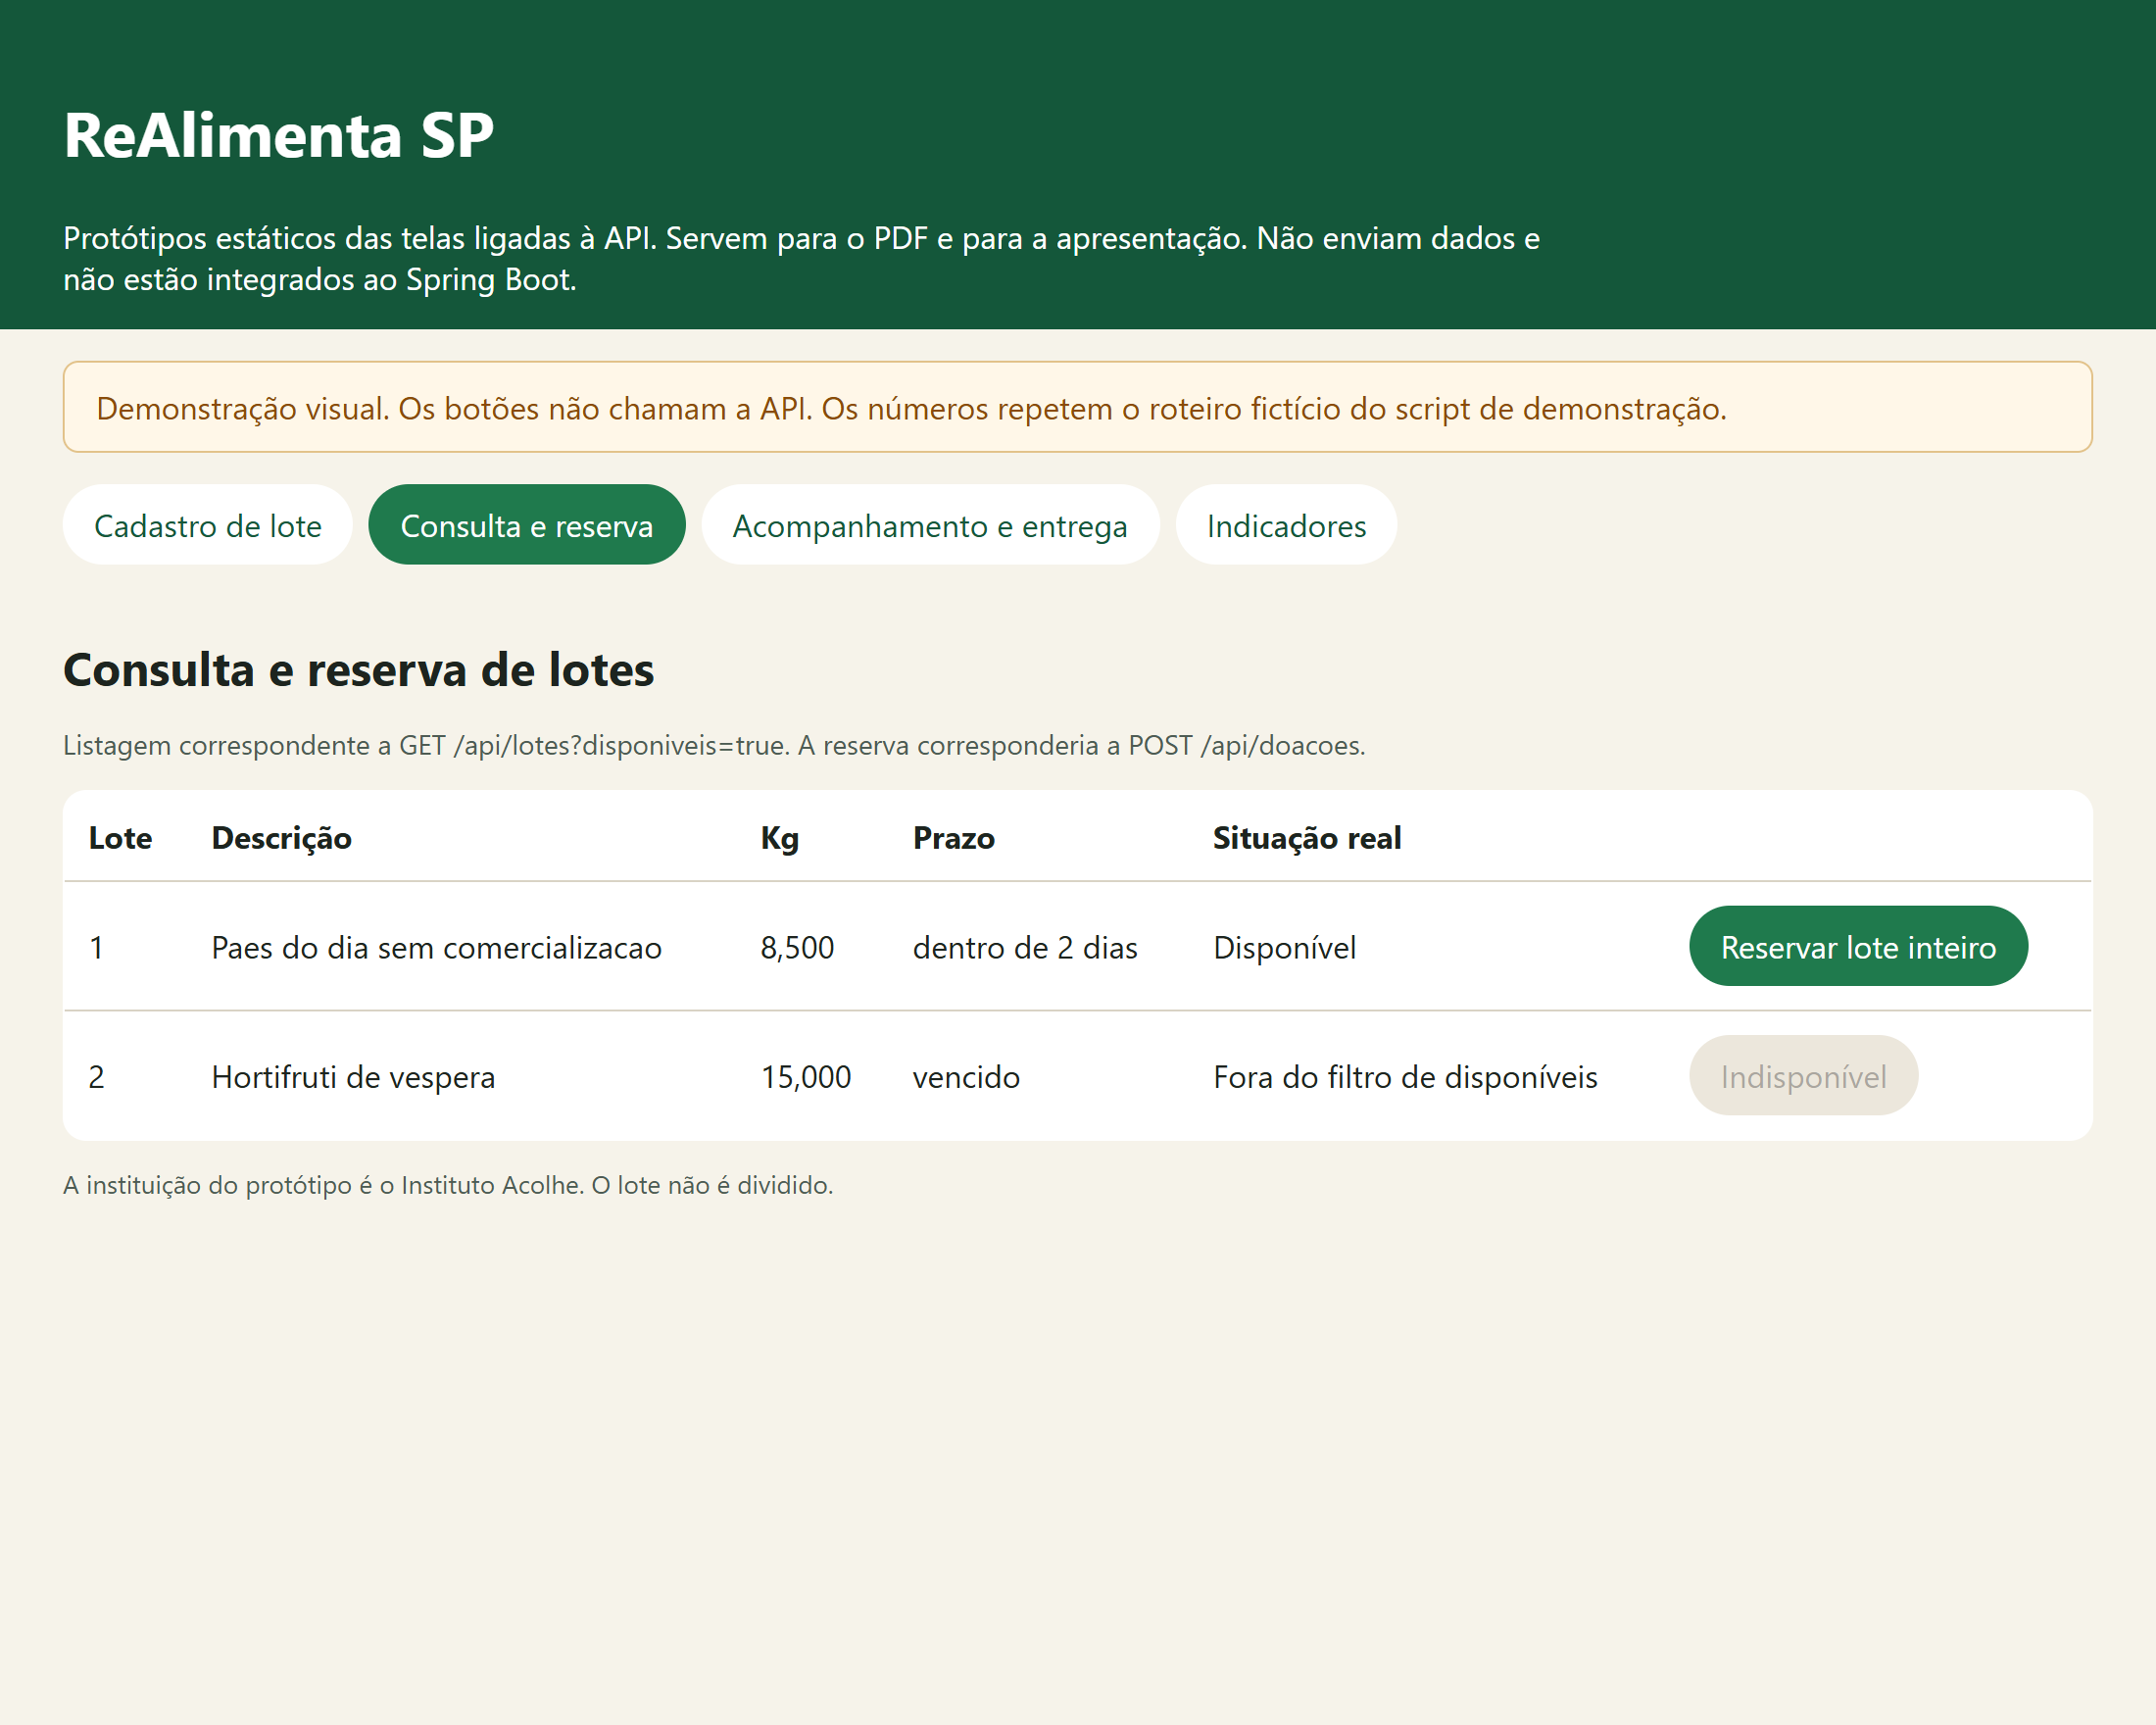 ReAlimenta SP
Protótipos estáticos das telas ligadas à API. Servem para o PDF e para a apresentação. Não enviam dados e
não estão integrados ao Spring Boot.
Demonstração visual. Os botões não chamam a API. Os números repetem o roteiro fictício do script de demonstração.
Cadastro de lote Consulta e reserva Acompanhamento e entrega Indicadores
Consulta e reserva de lotes
Listagem correspondente a GET /api/lotes?disponiveis=true. A reserva corresponderia a POST /api/doacoes.
Lote Descrição Kg Prazo Situação real
1 Paes do dia sem comercializacao 8,500 dentro de 2 dias Disponível Reservar lote inteiro
2 Hortifruti de vespera 15,000 vencido Fora do filtro de disponíveis Indisponível
A instituição do protótipo é o Instituto Acolhe. O lote não é dividido.